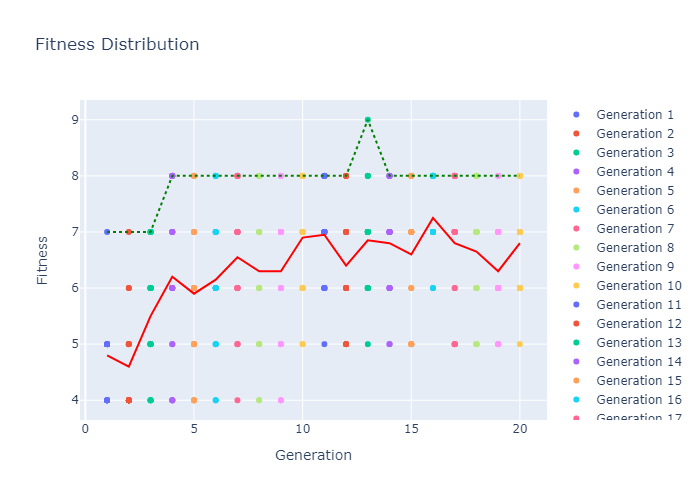 Fitness Distribution
9
8
7
6
5
4
Fitness
0
5
10
15
20
Generation
Generation 1
Generation 2
Generation 3
Generation 4
Generation 5
Generation 6
Generation 7
Generation 8
Generation 9
Generation 10
Generation 11
Generation 12
Generation 13
Generation 14
Generation 15
Generation 16
Generation 17